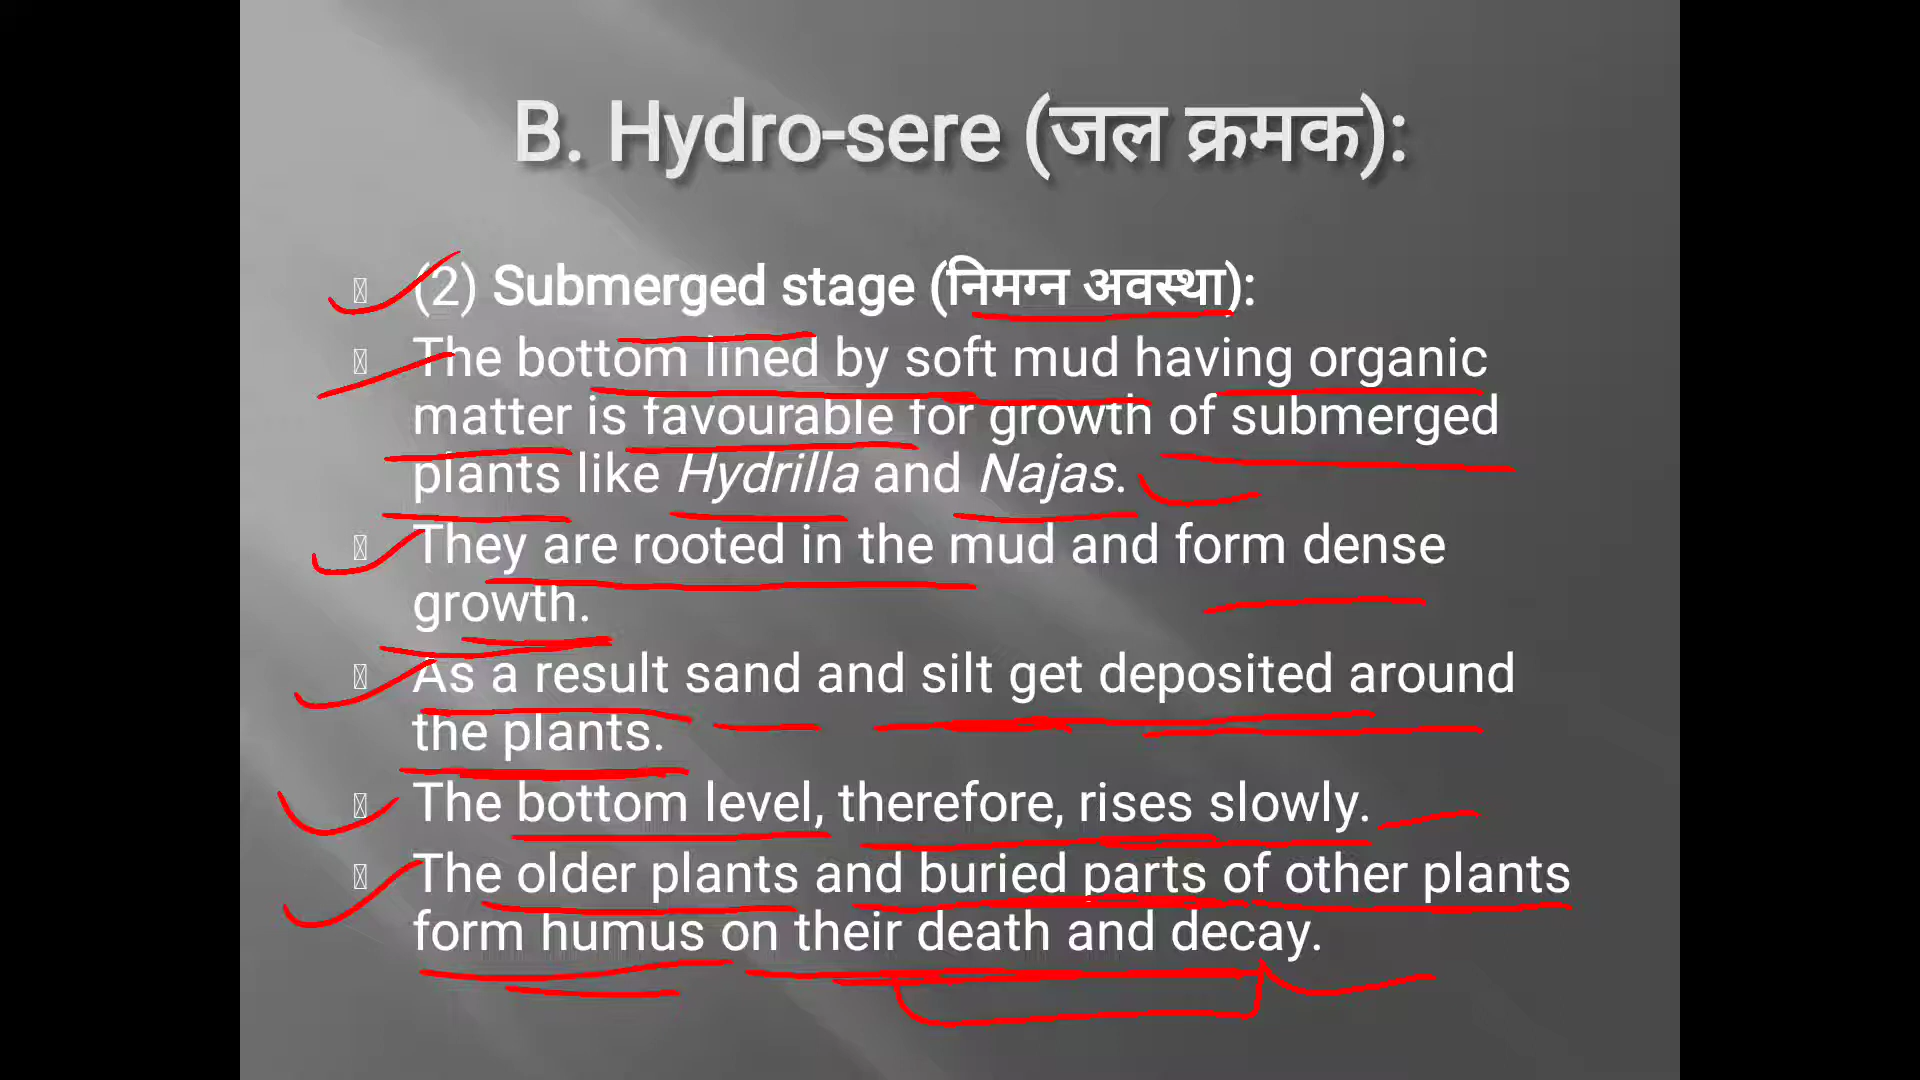 B. Hydro-sere (जल क्रमक):
(2) Submerged stage (निमग्न अवस्था):
The bottom lined by soft mud having organic
matter is favourable for growth of submerged
plants like Hydrilla and Najas.
They are rooted in the mud and form dense
growth.
As a result sand and silt get deposited around
the plants.
The bottom level, therefore, rises slowly.
The older plants and buried parts of other plants
form humus on their death and decay.